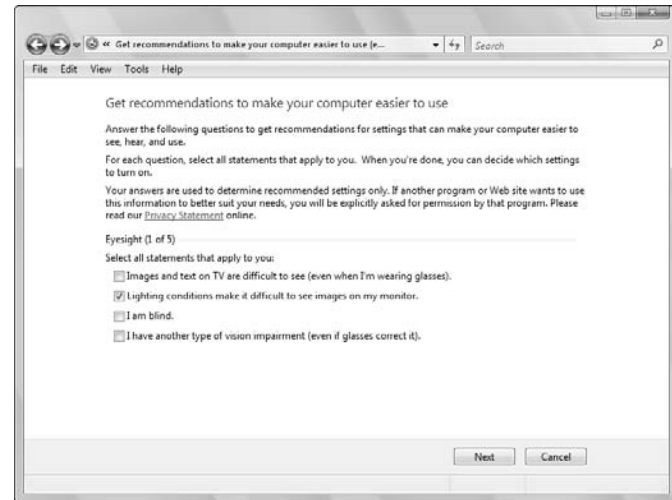 « Get recommendations to make your computer easier to use (e...
Search
File Edit View Tools Help
Get recommendations to make your computer easier to use
Answer the following questions to get recommendations for settings that can make your computer easier to
see, hear, and use.
For each question, select all statements that apply to you. When you're done, you can decide which settings
to turn on.
Your answers are used to determine recommended settings only. If another program or Web site wants to use
this information to better suit your needs, you will be explicitly asked for permission by that program. Please
read our Privacy Statement online.
Eyesight (1 of 5)
Select all statements that apply to you:
Images and text on TV are difficult to see (even when I'm wearing glasses).
Lighting conditions make it difficult to see images on my monitor.
I am blind.
I have another type of vision impairment (even if glasses correct it).
Next Cancel